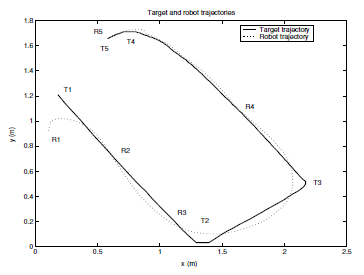 Target and robot trajectories
Target trajectory
Robot trajectory
1.8
1.6
1.4
1.2
1
0.8
0.6
0.4
0.2
0
y (m)
R5
T5
T4
T1
R1
R2
R4
R3
T2
T3
0
0.5
1
1.5
2
2.5
x (m)